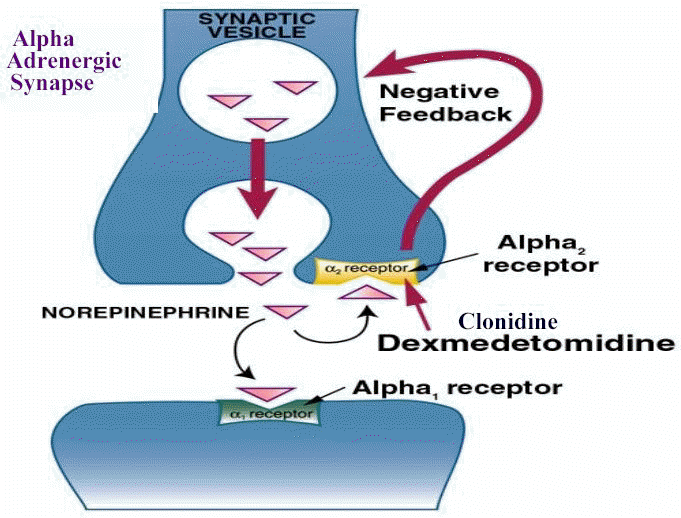 SYNAPTIC
VESICLE
Alpha
Adrenergic
Synapse
Negative
Feedback
Alpha₂
receptor
α₂ receptor
NOREPINEPHRINE
Clonidine
Dexmedetomidine
Alpha₁ receptor
α₁ receptor